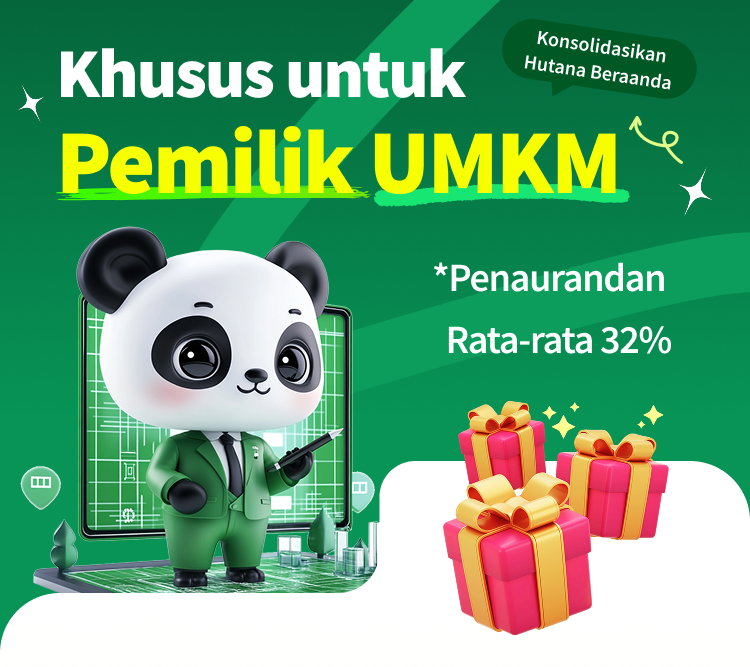 Konsolidasikan
Hutana Beraanda
Khusus untuk
Pemilik UMKM
*Penaurandan
Rata-rata 32%